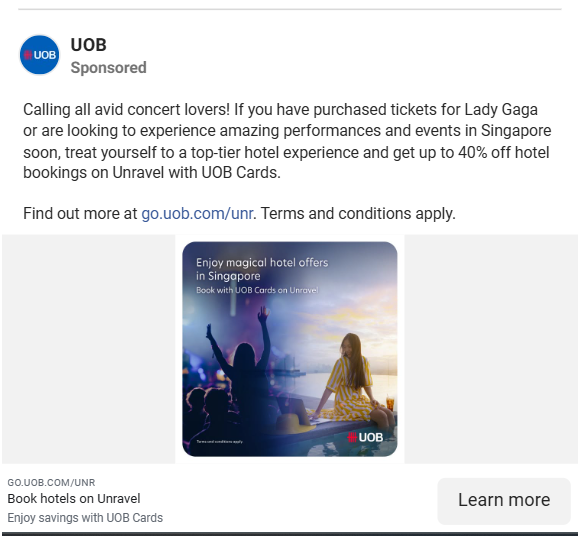 UOB
UOB
Sponsored
Calling all avid concert lovers! If you have purchased tickets for Lady Gaga
or are looking to experience amazing performances and events in Singapore
soon, treat yourself to a top-tier hotel experience and get up to 40% off hotel
bookings on Unravel with UOB Cards.
Find out more at go.uob.com/unr. Terms and conditions apply.
Enjoy magical hotel offers
in Singapore
Book with UOB Cards on Unravel
Terms and conditions apply
UOB
GO.UOB.COM/UNR
Book hotels on Unravel
Enjoy savings with UOB Cards
Learn more